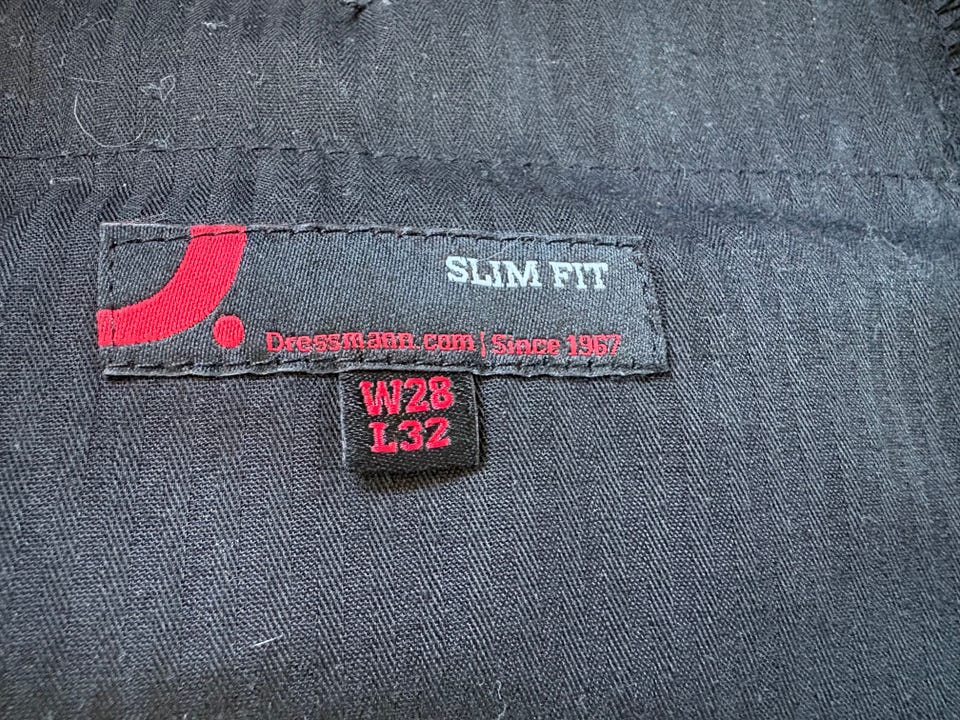 SLIM FIT
Dressmann.com | Since 1967
W28
L32